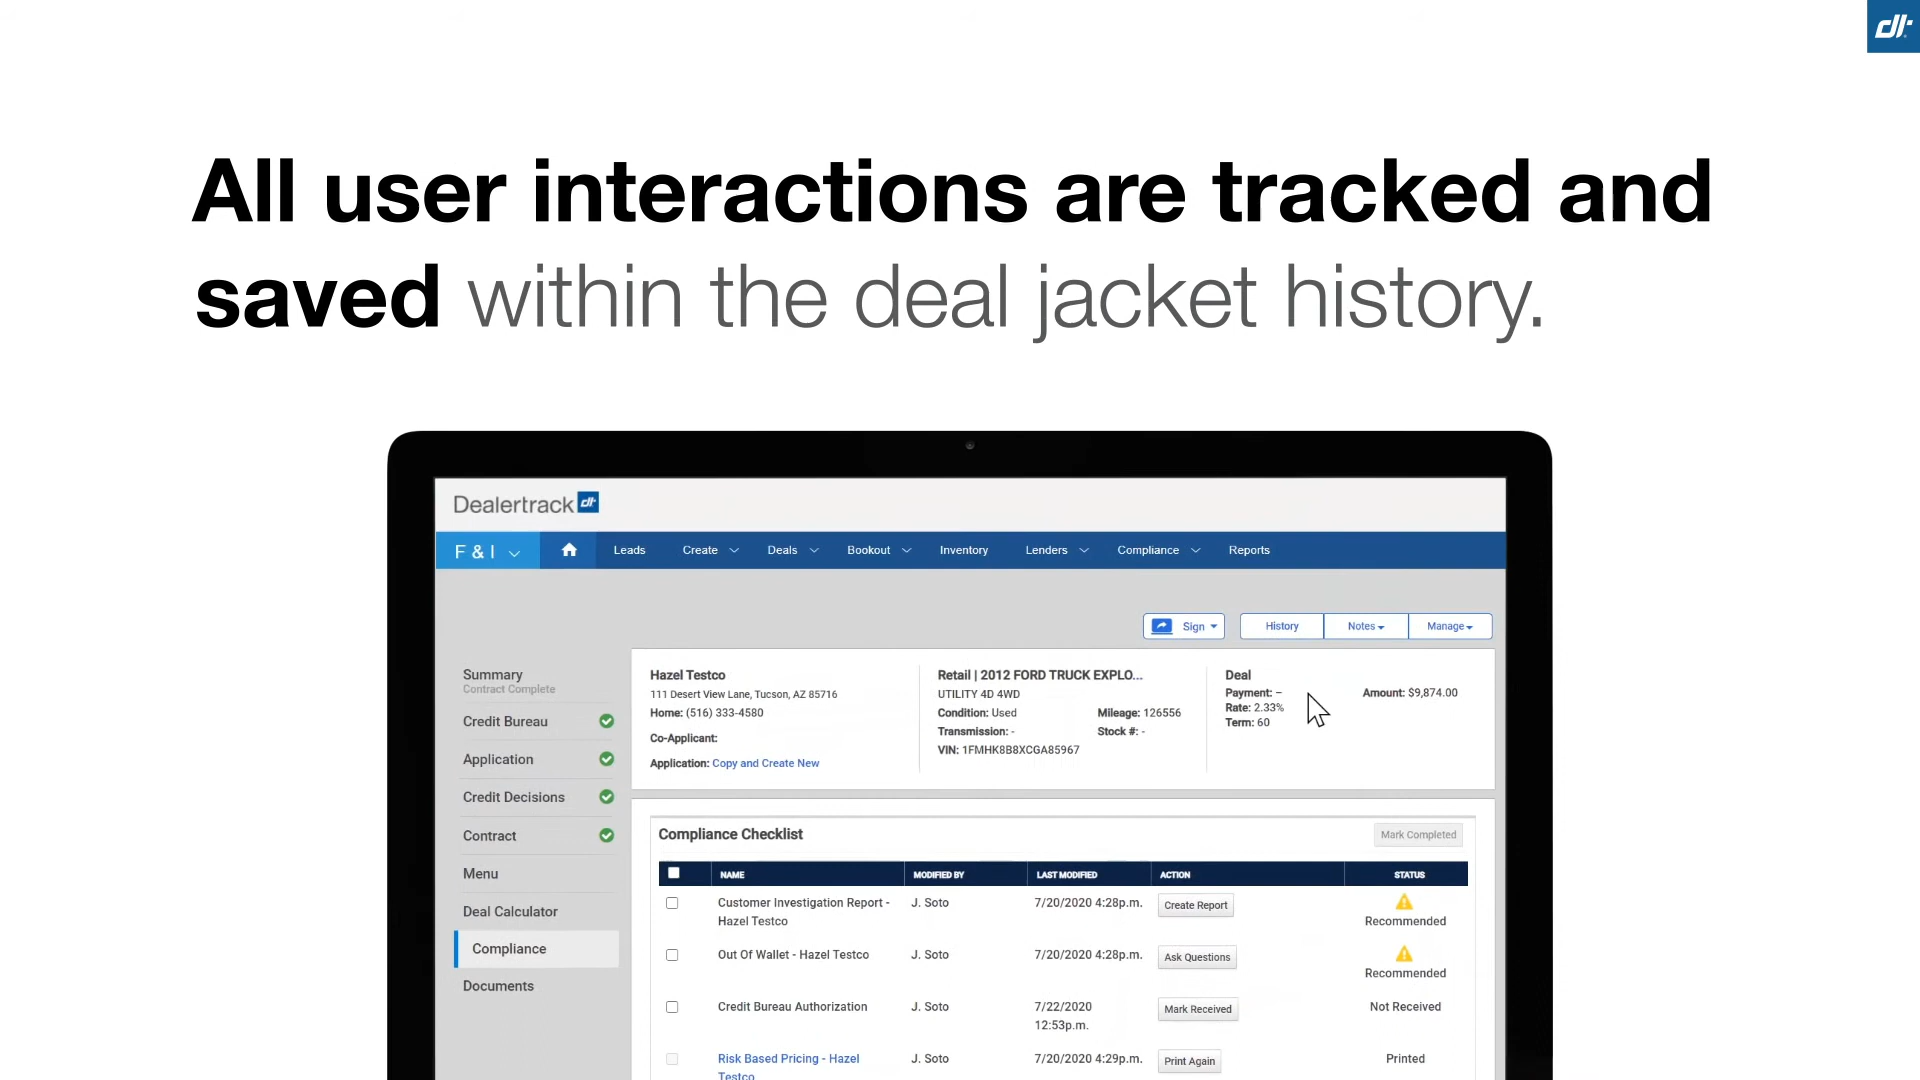 dt
All user interactions are tracked and
saved within the deal jacket history.
Dealertrack dt
F & I
Leads
Create
Deals
Bookout
Inventory
Lenders
Compliance
Reports
Sign
History
Notes
Manage
Summary
Contract Complete
Credit Bureau
Application
Credit Decisions
Contract
Menu
Deal Calculator
Compliance
Documents
Hazel Testco
111 Desert View Lane, Tucson, AZ 85716
Home: (516) 333-4580
Co-Applicant:
Application: Copy and Create New
Retail | 2012 FORD TRUCK EXPLO...
UTILITY 4D 4WD
Condition: Used
Mileage: 126556
Transmission: -
Stock #: -
VIN: 1FMHK8B8XCGA85967
Deal
Payment: –
Amount: $9,874.00
Rate: 2.33%
Term: 60
Compliance Checklist
Mark Completed
NAME MODIFIED BY LAST MODIFIED ACTION STATUS
Customer Investigation Report - J. Soto 7/20/2020 4:28p.m. Create Report
Hazel Testco Recommended
Out Of Wallet - Hazel Testco J. Soto 7/20/2020 4:28p.m. Ask Questions
Recommended
Credit Bureau Authorization J. Soto 7/22/2020 Mark Received Not Received
12:53p.m.
Risk Based Pricing - Hazel J. Soto 7/20/2020 4:29p.m. Print Again Printed
Testco